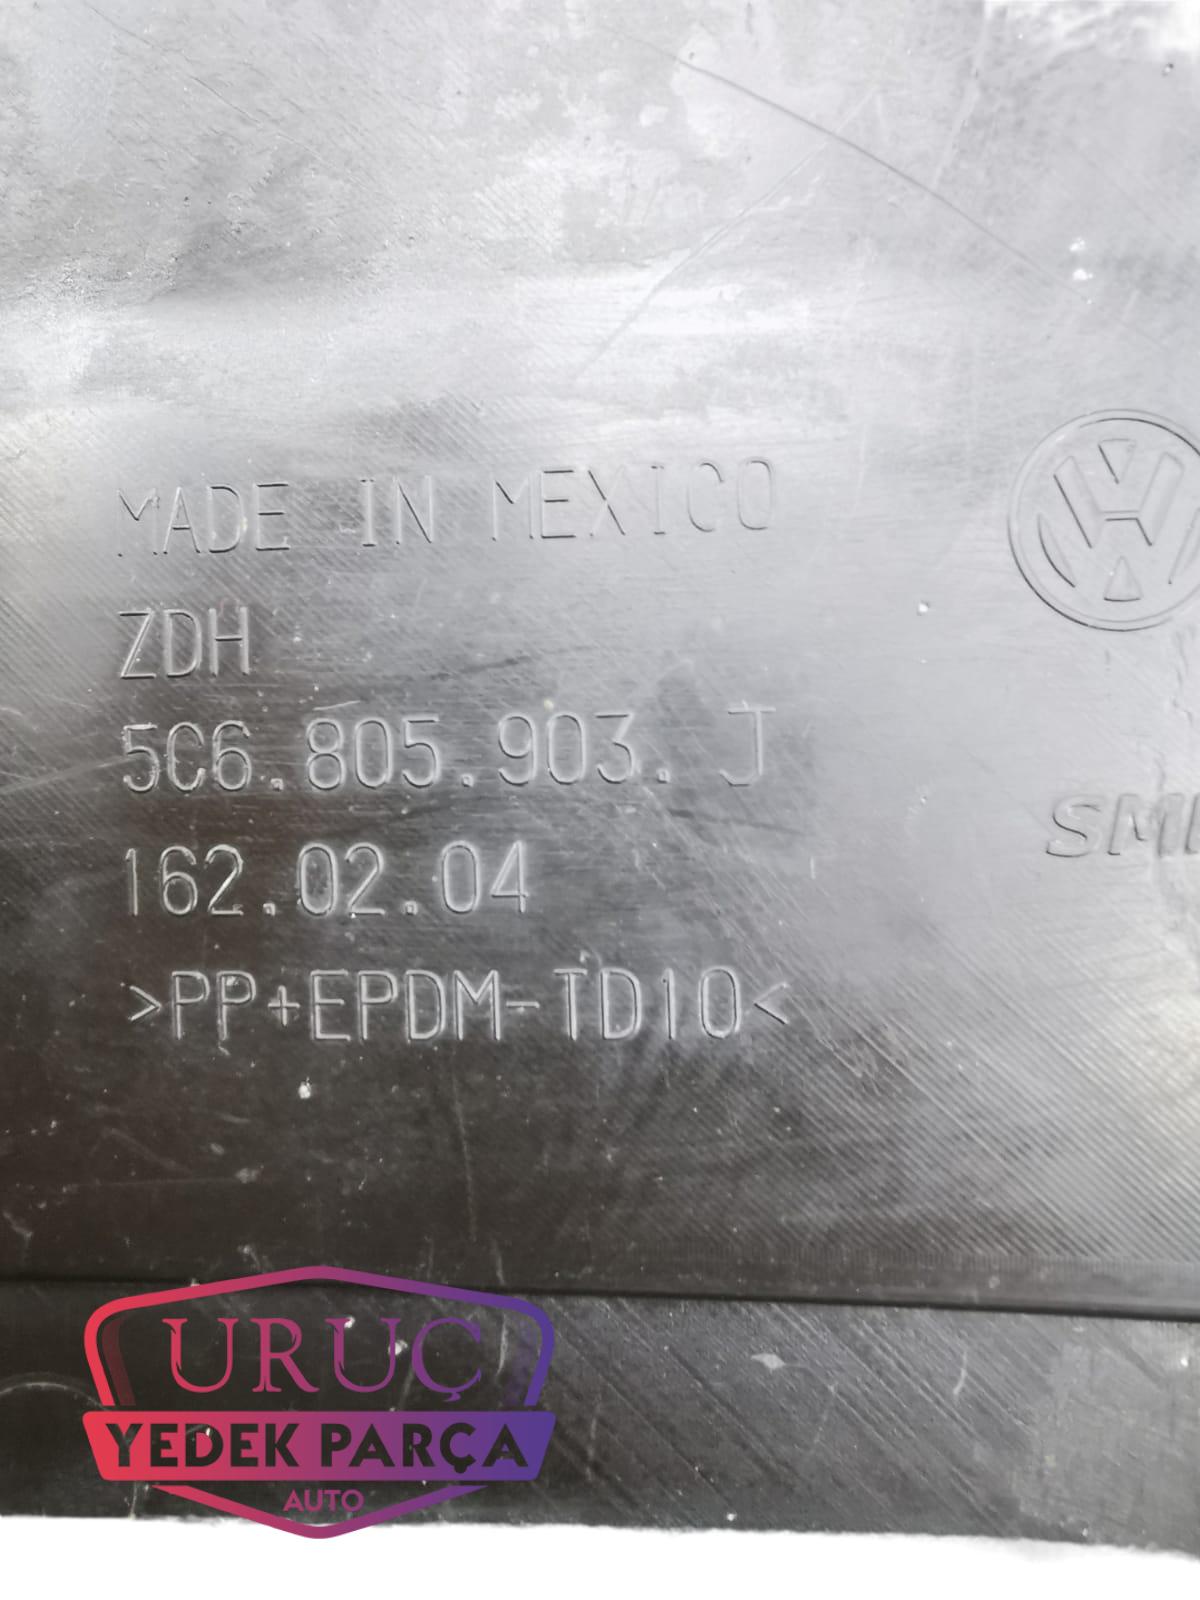 MADE IN MEXICO
ZDH
5C6.805.903. J
162.02.04
>PP+EPDM-TD10<
URUÇ
YEDEK PARÇA
AUTO